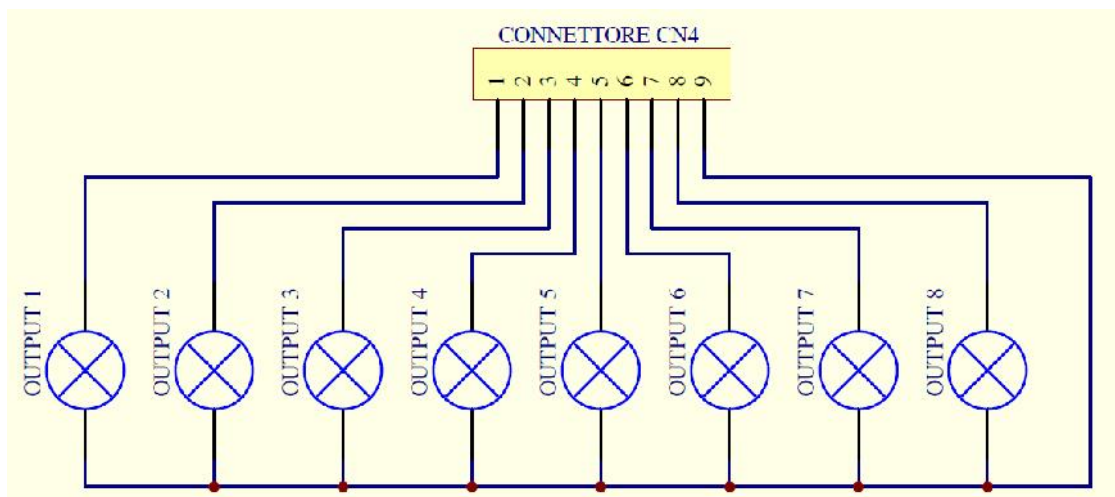 CONNETTORE CN4
1 2 3 4 5 6 7 8 9
OUTPUT 1
OUTPUT 2
OUTPUT 3
OUTPUT 4
OUTPUT 5
OUTPUT 6
OUTPUT 7
OUTPUT 8